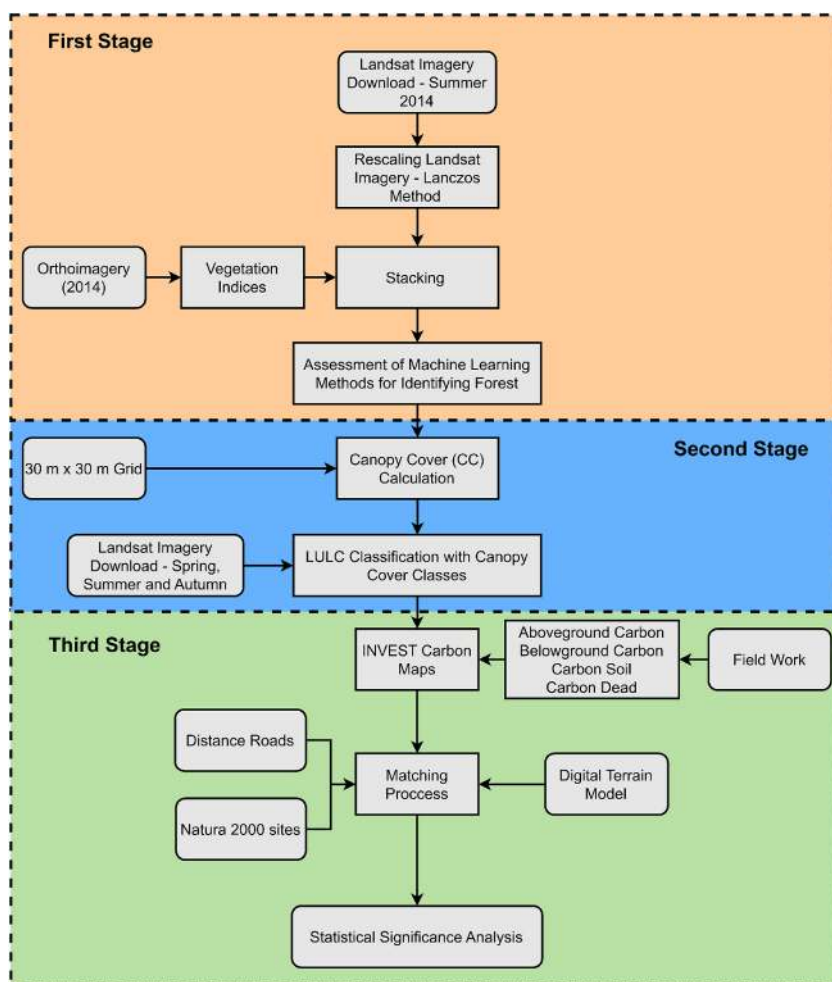 First Stage
Landsat Imagery
Download - Summer
2014
Rescaling Landsat
Imagery - Lanczos
Method
Orthoimagery
(2014)
Vegetation
Indices
Stacking
Assessment of Machine Learning
Methods for Identifying Forest
Second Stage
30 m x 30 m Grid
Canopy Cover (CC)
Calculation
Landsat Imagery
Download - Spring,
Summer and Autumn
LULC Classification with Canopy
Cover Classes
Third Stage
INVEST Carbon
Maps
Aboveground Carbon
Belowground Carbon
Carbon Soil
Carbon Dead
Field Work
Distance Roads
Natura 2000 sites
Matching
Proccess
Digital Terrain
Model
Statistical Significance Analysis